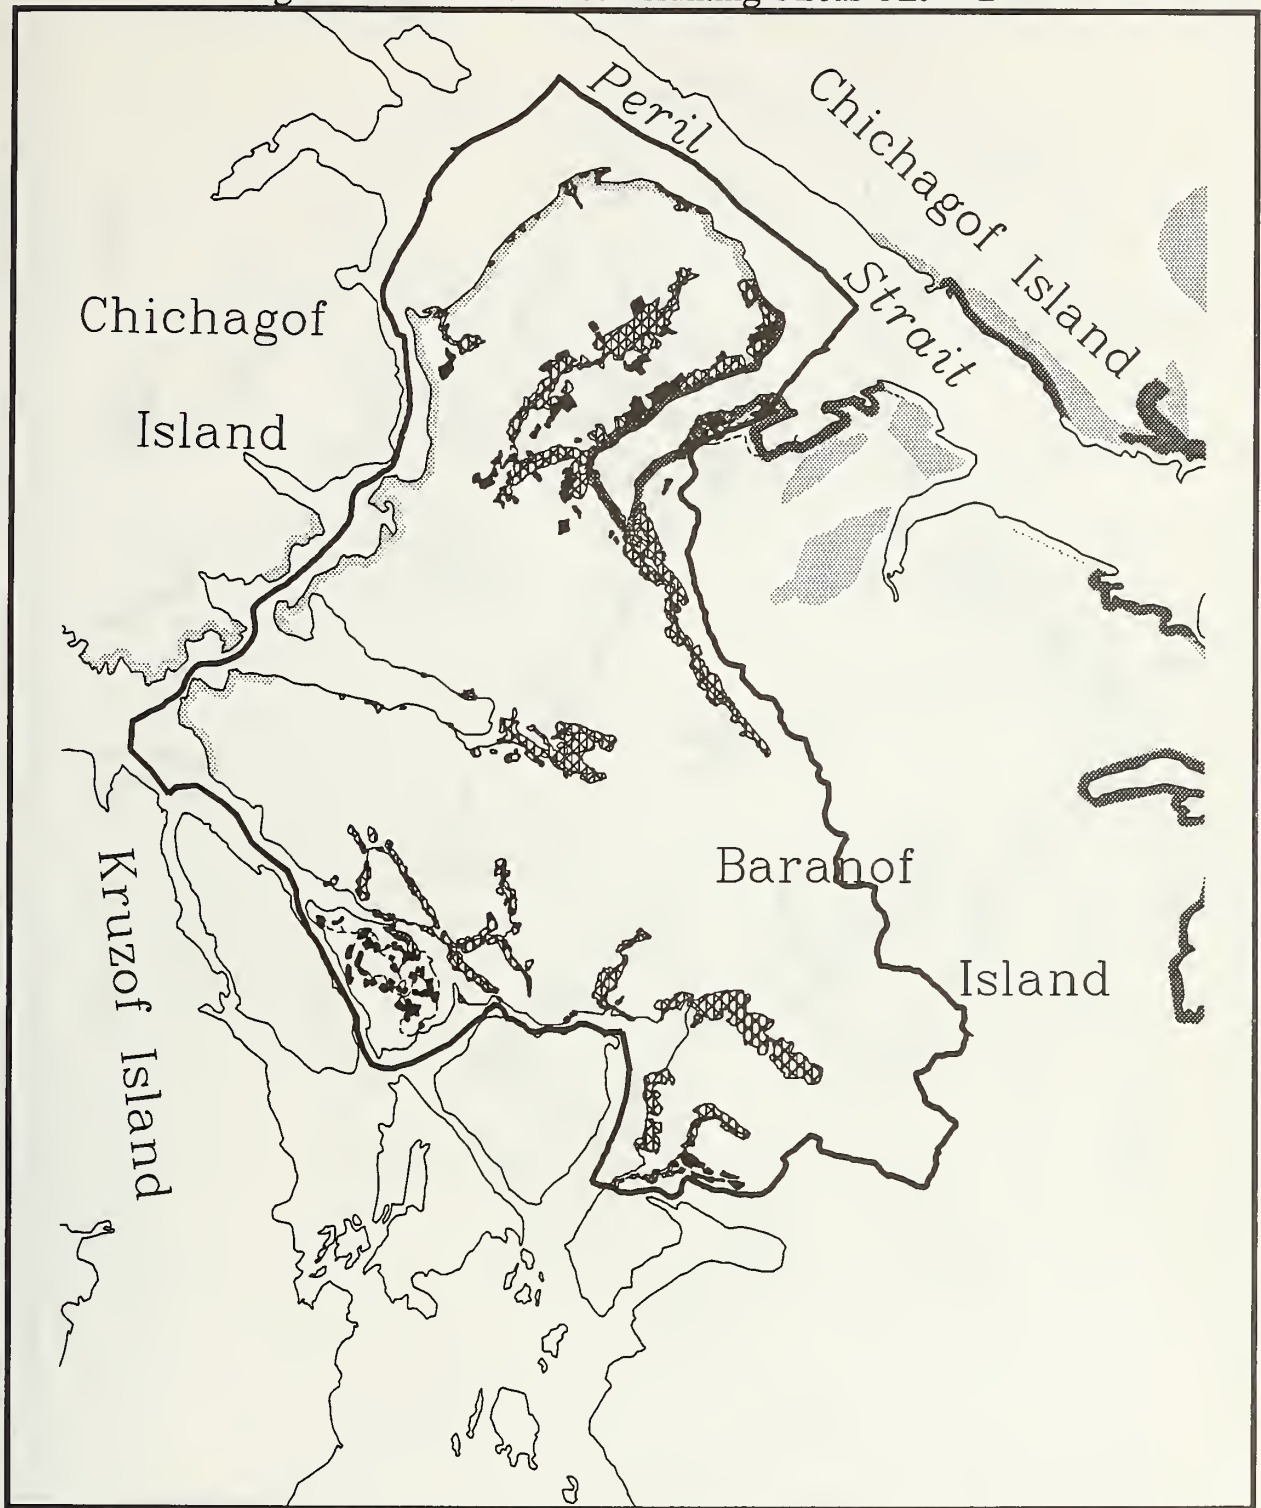 Peril
Strait
Chichagof Island
Chichagof
Island
Baranof
Island
Kruzof Island